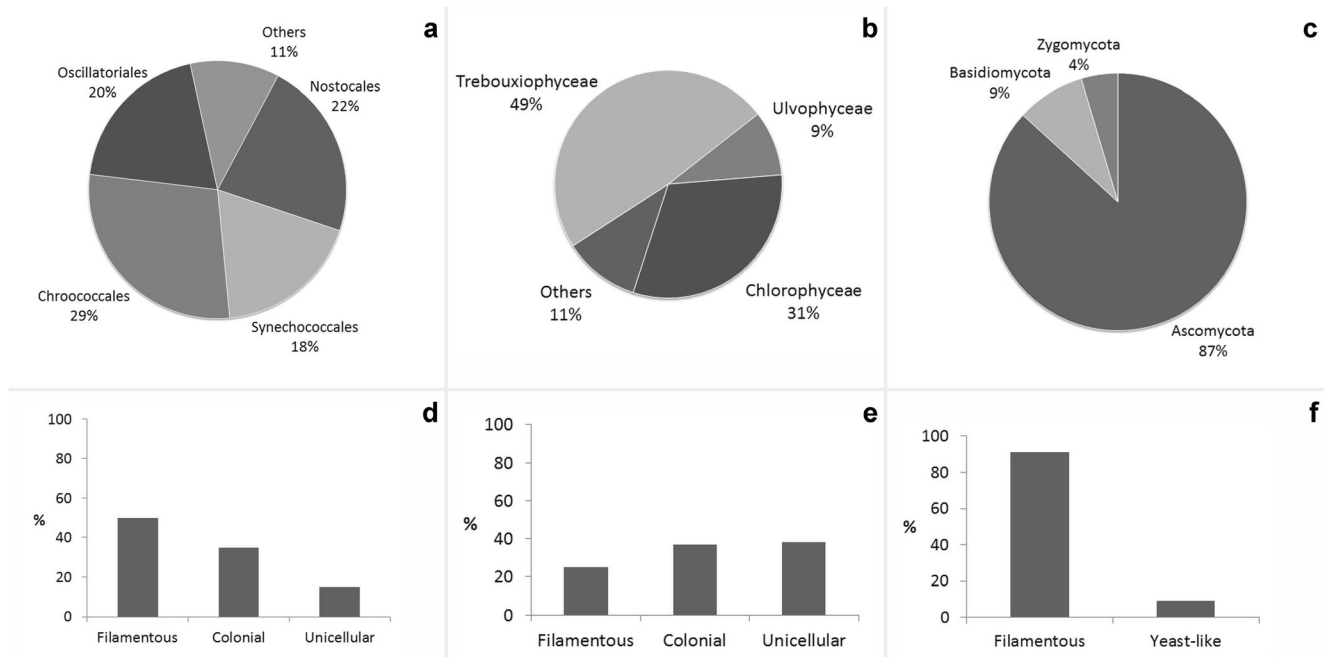 a
Others
11%
Oscillatoriales
20%
Nostocales
22%
Chroococcales
29%
Synechococcales
18%
b
Trebouxiophyceae
49%
Ulvophyceae
9%
Others
11%
Chlorophyceae
31%
c
Zygomycota
4%
Basidiomycota
9%
Ascomycota
87%
d
100
80
60
%
40
20
0
Filamentous Colonial Unicellular
e
100
80
60
%
40
20
0
Filamentous Colonial Unicellular
f
100
80
60
%
40
20
0
Filamentous Yeast-like